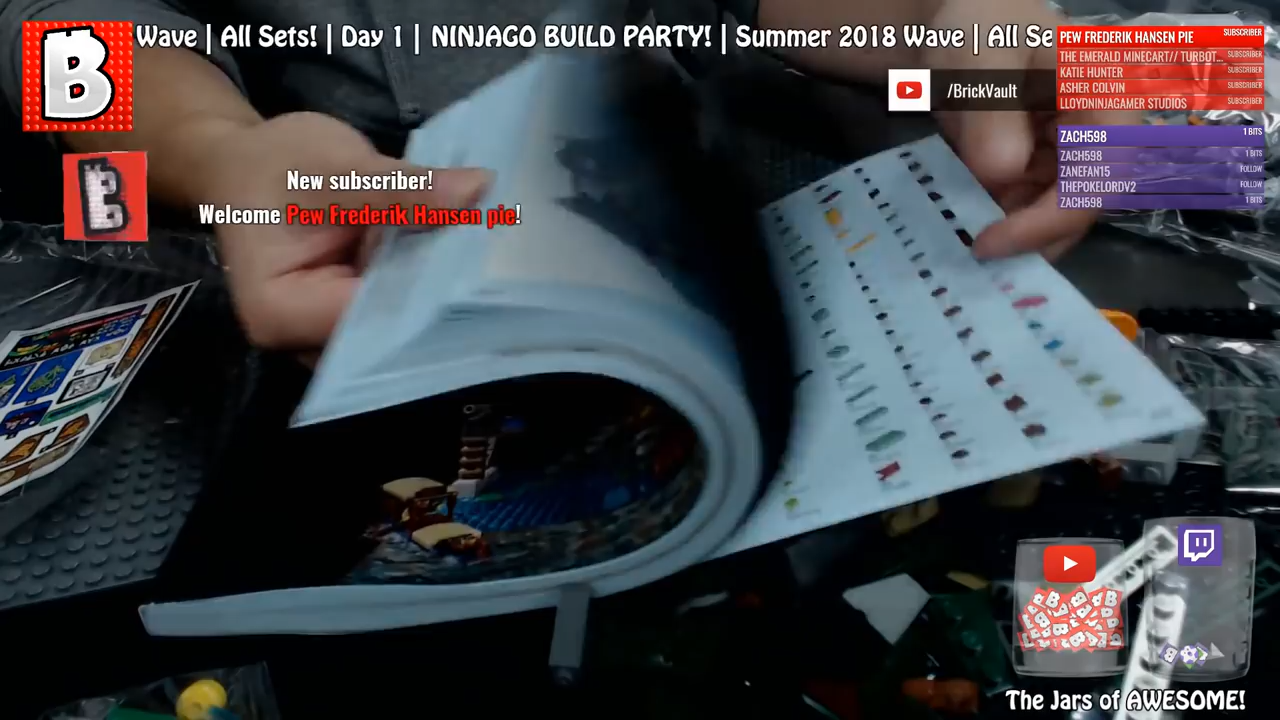 Wave | All Sets! | Day 1 | NINJAGO BUILD PARTY! | Summer 2018 Wave | All Se
B
/BrickVault
PEW FREDERIK HANSEN PIE SUBSCRIBER
THE EMERALD MINECART// TURBOT... SUBSCRIBER
KATIE HUNTER SUBSCRIBER
ASHER COLVIN SUBSCRIBER
LLOYDNINJAGAMER STUDIOS SUBSCRIBER
ZACH598 1 BITS
ZACH598 1 BITS
ZANEFAN15 FOLLOW
THEPOKELORDV2 FOLLOW
ZACH598 1 BITS
New subscriber!
Welcome Pew Frederik Hansen pie!
The Jars of AWESOME!